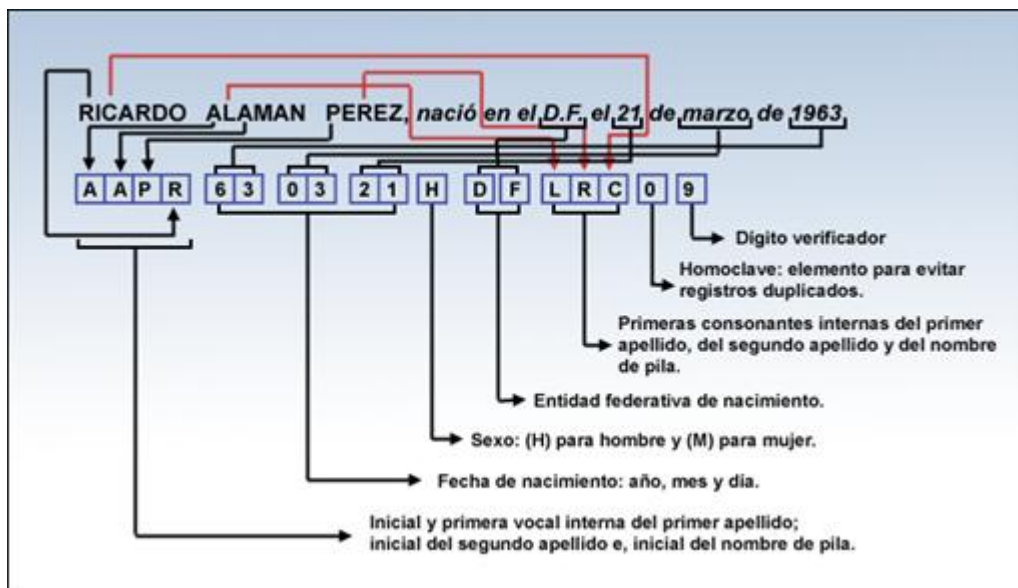 RICARDO ALAMAN PEREZ, nació en el D.F. el 21 de marzo de 1963
A A P R 6 3 0 3 2 1 H D F L R C 0 9
Dígito verificador
Homoclave: elemento para evitar
registros duplicados.
Primeras consonantes internas del primer
apellido, del segundo apellido y del nombre
de pila.
Entidad federativa de nacimiento.
Sexo: (H) para hombre y (M) para mujer.
Fecha de nacimiento: año, mes y día.
Inicial y primera vocal interna del primer apellido;
inicial del segundo apellido e, inicial del nombre de pila.